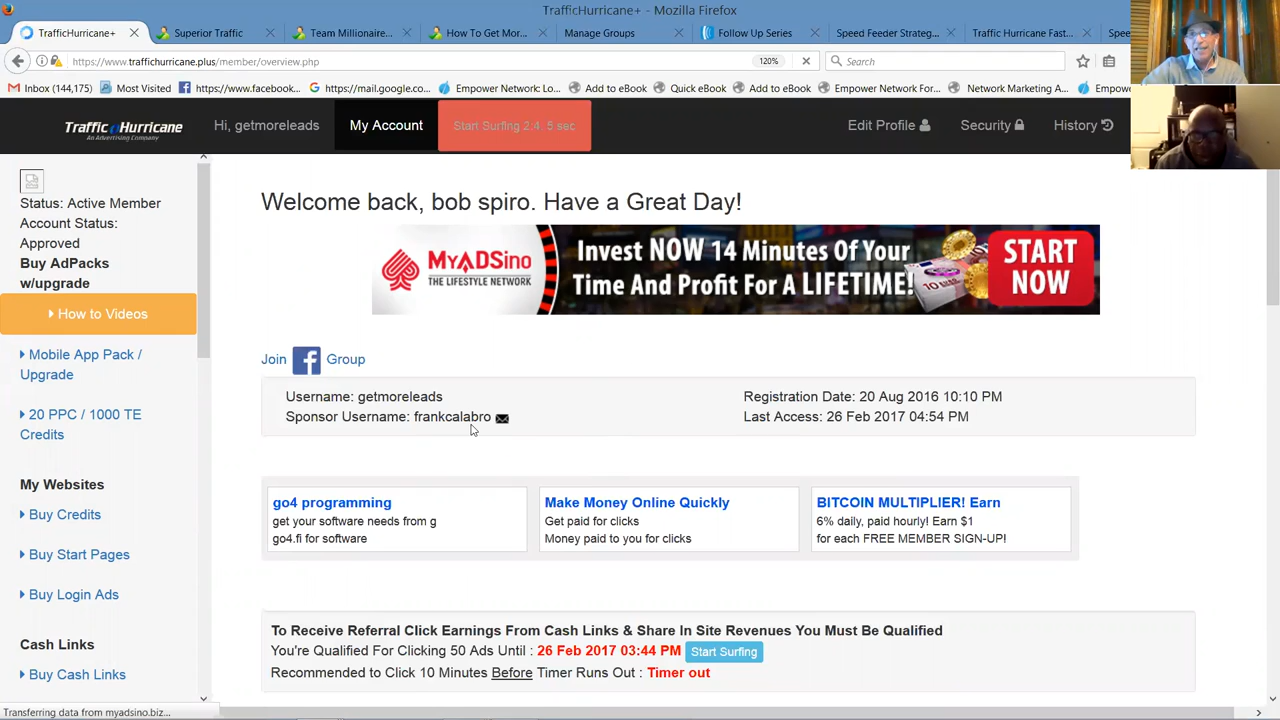 TrafficHurricane+ - Mozilla Firefox
TrafficHurricane+ × Superior Traffic × Team Millionaire... × How To Get Mor... × Manage Groups × Follow Up Series × Speed Feeder Strateg... × Traffic Hurricane Fast... × Spee
https://www.traffichurricane.plus/member/overview.php 120% Search
Inbox (144,175) Most Visited https://www.facebook... https://mail.google.co... Empower Network: Lo... Add to eBook Quick eBook Add to eBook Empower Network For... Network Marketing A... Empower
Traffic Hurricane
An Advertising Company
Hi, getmoreleads My Account Start Surfing 2:4, 5 sec Edit Profile Security History
Status: Active Member
Account Status:
Approved
Buy AdPacks
w/upgrade
How to Videos
Mobile App Pack /
Upgrade
20 PPC / 1000 TE
Credits
My Websites
Buy Credits
Buy Start Pages
Buy Login Ads
Cash Links
Buy Cash Links
Welcome back, bob spiro. Have a Great Day!
MYADSino
THE LIFESTYLE NETWORK
Invest NOW 14 Minutes Of Your
Time And Profit For A LIFETIME!
START
NOW
Join Group
Username: getmoreleads
Sponsor Username: frankcalabro
Registration Date: 20 Aug 2016 10:10 PM
Last Access: 26 Feb 2017 04:54 PM
go4 programming
get your software needs from g
go4.fi for software
Make Money Online Quickly
Get paid for clicks
Money paid to you for clicks
BITCOIN MULTIPLIER! Earn
6% daily, paid hourly! Earn $1
for each FREE MEMBER SIGN-UP!
To Receive Referral Click Earnings From Cash Links & Share In Site Revenues You Must Be Qualified
You're Qualified For Clicking 50 Ads Until : 26 Feb 2017 03:44 PM Start Surfing
Recommended to Click 10 Minutes Before Timer Runs Out : Timer out
Transferring data from myadsino.biz...